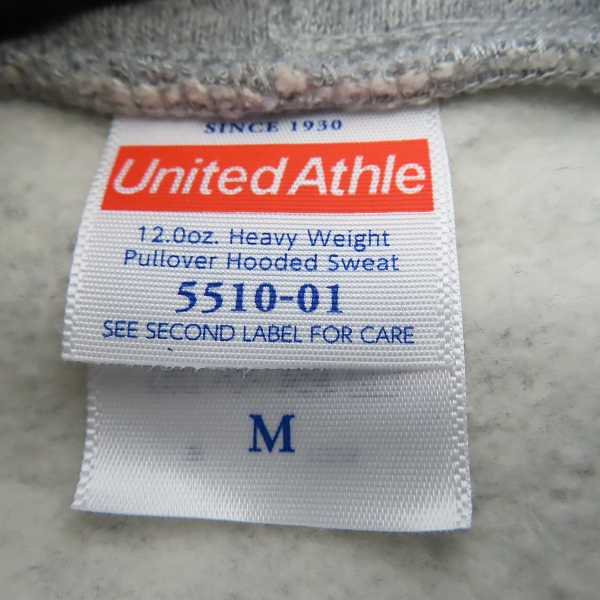 SINCE 1930
United Athle
12.0oz. Heavy Weight
Pullover Hooded Sweat
5510-01
SEE SECOND LABEL FOR CARE
M